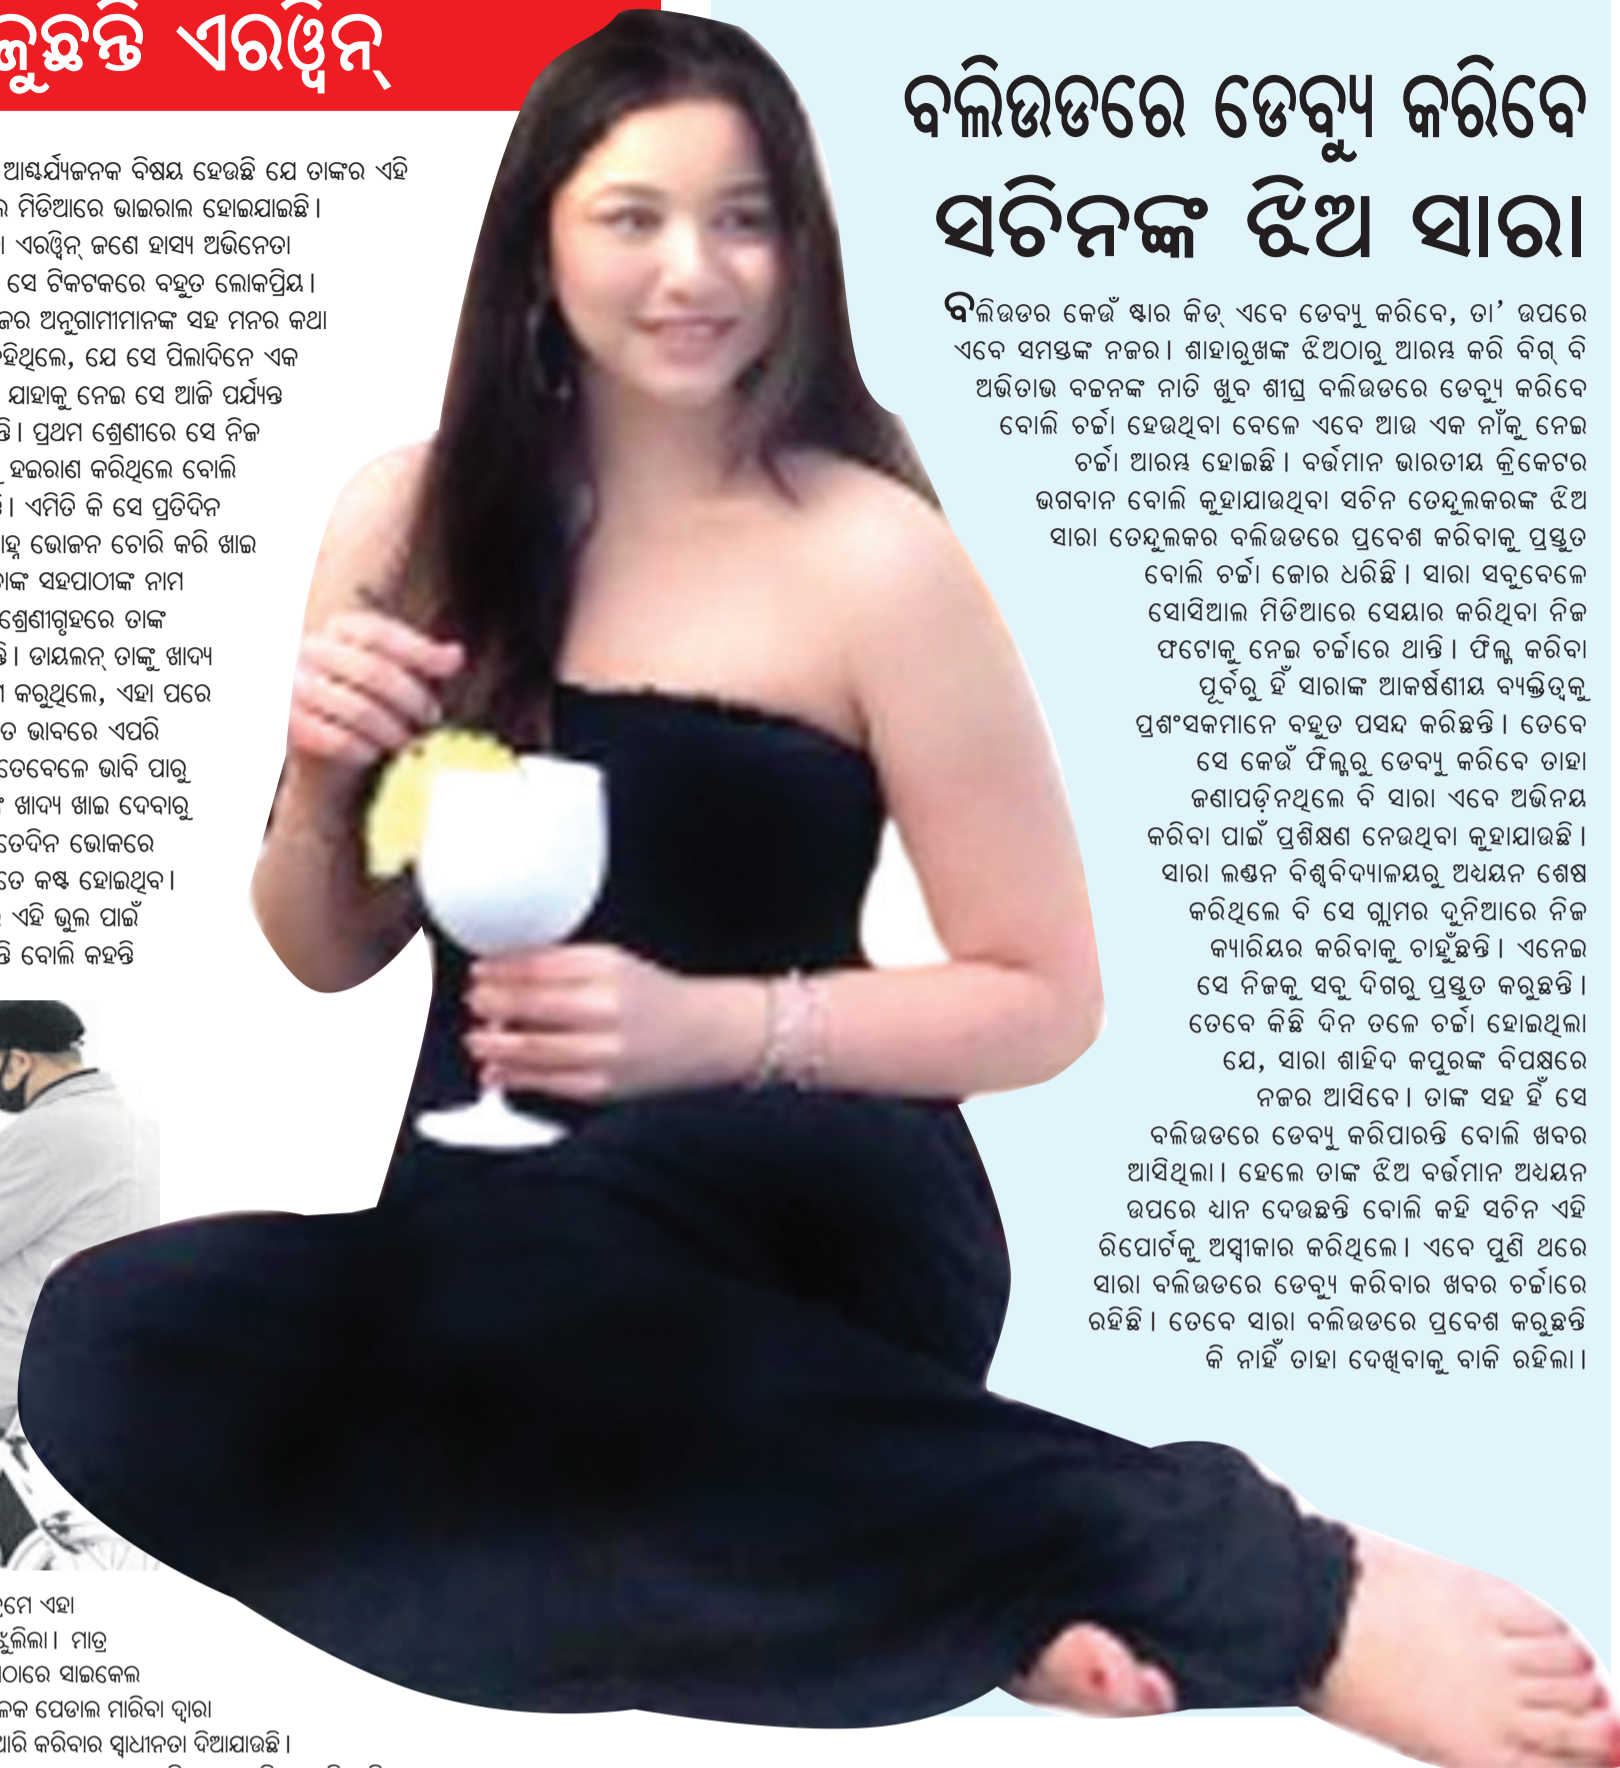 ଜୁଛନ୍ତି ଏରୱିନ୍
ଆଶ୍ଚର୍ଯ୍ୟଜନକ ବିଷୟ ହେଉଛି ଯେ ତାଙ୍କର ଏହି
ମିଡିଆରେ ଭାଇରାଲ ହୋଇଯାଇଛି।
ଏରୱିନ୍ ଜଣେ ହାସ୍ୟ ଅଭିନେତା
ସେ ଟିକଟକରେ ବହୁତ ଲୋକପ୍ରିୟ।
ଜର ଅନୁଗାମୀମାନଙ୍କ ସହ ମନର କଥା
ହିଥିଲେ, ଯେ ସେ ପିଲାଦିନେ ଏକ
ଯାହାକୁ ନେଇ ସେ ଆଜି ପର୍ଯ୍ୟନ୍ତ
ନ୍ତି। ପ୍ରଥମ ଶ୍ରେଣୀରେ ସେ ନିଜ
ହଇରାଣ କରିଥିଲେ ବୋଲି
। ଏମିତି କି ସେ ପ୍ରତିଦିନ
ାହ୍ନ ଭୋଜନ ଚୋରି କରି ଖାଇ
ାଙ୍କ ସହପାଠୀଙ୍କ ନାମ
ଶ୍ରେଣୀଗୃହରେ ତାଙ୍କ
ନ୍ତି। ଡାୟଲନ୍ ତାଙ୍କୁ ଖାଦ୍ୟ
କରୁଥିଲେ, ଏହା ପରେ
ତ ଭାବରେ ଏପରି
ତେବେଳେ ଭାବି ପାରୁ
ଖାଦ୍ୟ ଖାଇ ଦେବାରୁ
ତେଦିନ ଭୋକରେ
ତେ କଷ୍ଟ ହୋଇଥିବ।
ଏହି ଭୁଲ ପାଇଁ
ନ୍ତି ବୋଲି କହନ୍ତି
ମେ ଏହା
ଝୁଲିଲା। ମାତ୍ର
ଠାରେ ସାଇକେଲ
ଳକ ପେଡାଲ ମାରିବା ଦ୍ୱାରା
ଆରି କରିବାର ସ୍ୱାଧୀନତା ଦିଆଯାଉଛି।
ବଲିଉଡରେ ଡେବ୍ୟୁ କରିବେ
ସଚିନଙ୍କ ଝିଅ ସାରା
ବଲିଉଡର କେଉଁ ଷ୍ଟାର କିଡ୍ ଏବେ ଡେବ୍ୟୁ କରିବେ, ତା’ ଉପରେ
ଏବେ ସମସ୍ତଙ୍କ ନଜର। ଶାହାରୁଖଙ୍କ ଝିଅଠାରୁ ଆରମ୍ଭ କରି ବିଗ୍ ବି
ଅଭିତାଭ ବଚ୍ଚନଙ୍କ ନାତି ଖୁବ ଶୀଘ୍ର ବଲିଉଡରେ ଡେବ୍ୟୁ କରିବେ
ବୋଲି ଚର୍ଚ୍ଚା ହେଉଥିବା ବେଳେ ଏବେ ଆଉ ଏକ ନାଁକୁ ନେଇ
ଚର୍ଚ୍ଚା ଆରମ୍ଭ ହୋଇଛି। ବର୍ତ୍ତମାନ ଭାରତୀୟ କ୍ରିକେଟର
ଭଗବାନ ବୋଲି କୁହାଯାଉଥିବା ସଚିନ ତେନ୍ଦୁଲକରଙ୍କ ଝିଅ
ସାରା ତେନ୍ଦୁଲକର ବଲିଉଡରେ ପ୍ରବେଶ କରିବାକୁ ପ୍ରସ୍ତୁତ
ବୋଲି ଚର୍ଚ୍ଚା ଜୋର ଧରିଛି। ସାରା ସବୁବେଳେ
ସୋସିଆଲ ମିଡିଆରେ ସେୟାର କରିଥିବା ନିଜ
ଫଟୋକୁ ନେଇ ଚର୍ଚ୍ଚାରେ ଥାନ୍ତି। ଫିଲ୍ମ କରିବା
ପୂର୍ବରୁ ହିଁ ସାରାଙ୍କ ଆକର୍ଷଣୀୟ ବ୍ୟକ୍ତିତ୍ୱକୁ
ପ୍ରଶଂସକମାନେ ବହୁତ ପସନ୍ଦ କରିଛନ୍ତି। ତେବେ
ସେ କେଉଁ ଫିଲ୍ମରୁ ଡେବ୍ୟୁ କରିବେ ତାହା
ଜଣାପଡ଼ିନଥିଲେ ବି ସାରା ଏବେ ଅଭିନୟ
କରିବା ପାଇଁ ପ୍ରଶିକ୍ଷଣ ନେଉଥିବା କୁହାଯାଉଛି।
ସାରା ଲଣ୍ଡନ ବିଶ୍ୱବିଦ୍ୟାଳୟରୁ ଅଧ୍ୟୟନ ଶେଷ
କରିଥିଲେ ବି ସେ ଗ୍ଲାମର ଦୁନିଆରେ ନିଜ
କ୍ୟାରିୟର କରିବାକୁ ଚାହୁଁଛନ୍ତି। ଏନେଇ
ସେ ନିଜକୁ ସବୁ ଦିଗରୁ ପ୍ରସ୍ତୁତ କରୁଛନ୍ତି।
ତେବେ କିଛି ଦିନ ତଳେ ଚର୍ଚ୍ଚା ହୋଇଥିଲା
ଯେ, ସାରା ଶାହିଦ କପୁରଙ୍କ ବିପକ୍ଷରେ
ନଜର ଆସିବେ। ତାଙ୍କ ସହ ହିଁ ସେ
ବଲିଉଡରେ ଡେବ୍ୟୁ କରିପାରନ୍ତି ବୋଲି ଖବର
ଆସିଥିଲା। ହେଲେ ତାଙ୍କ ଝିଅ ବର୍ତ୍ତମାନ ଅଧ୍ୟୟନ
ଉପରେ ଧ୍ୟାନ ଦେଉଛନ୍ତି ବୋଲି କହି ସଚିନ ଏହି
ରିପୋର୍ଟକୁ ଅସ୍ୱୀକାର କରିଥିଲେ। ଏବେ ପୁଣି ଥରେ
ସାରା ବଲିଉଡରେ ଡେବ୍ୟୁ କରିବାର ଖବର ଚର୍ଚ୍ଚାରେ
ରହିଛି। ତେବେ ସାରା ବଲିଉଡରେ ପ୍ରବେଶ କରୁଛନ୍ତି
କି ନାହିଁ ତାହା ଦେଖିବାକୁ ବାକି ରହିଲା।